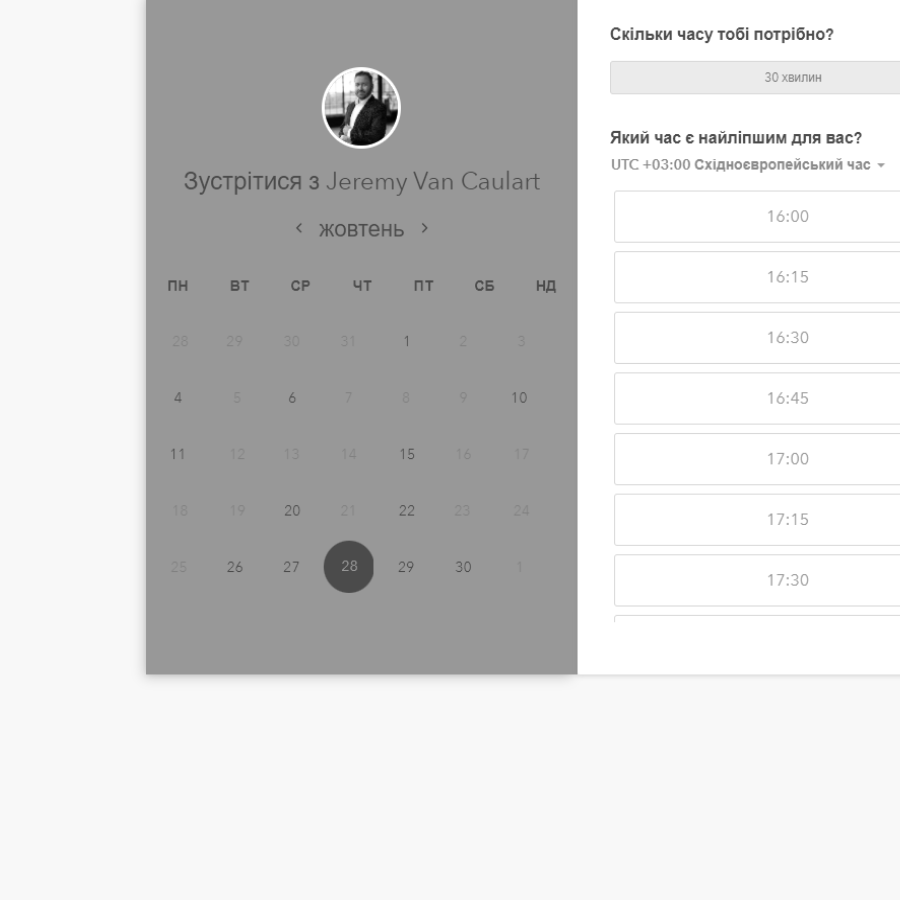 Зустрітися з Jeremy Van Caulart
жовтень
ПН ВТ СР ЧТ ПТ СБ НД
28 29 30 31 1 2 3
4 5 6 7 8 9 10
11 12 13 14 15 16 17
18 19 20 21 22 23 24
25 26 27 28 29 30 1
Скільки часу тобі потрібно?
30 хвилин
Який час є найліпшим для вас?
UTC +03:00 Східноєвропейський час
16:00
16:15
16:30
16:45
17:00
17:15
17:30